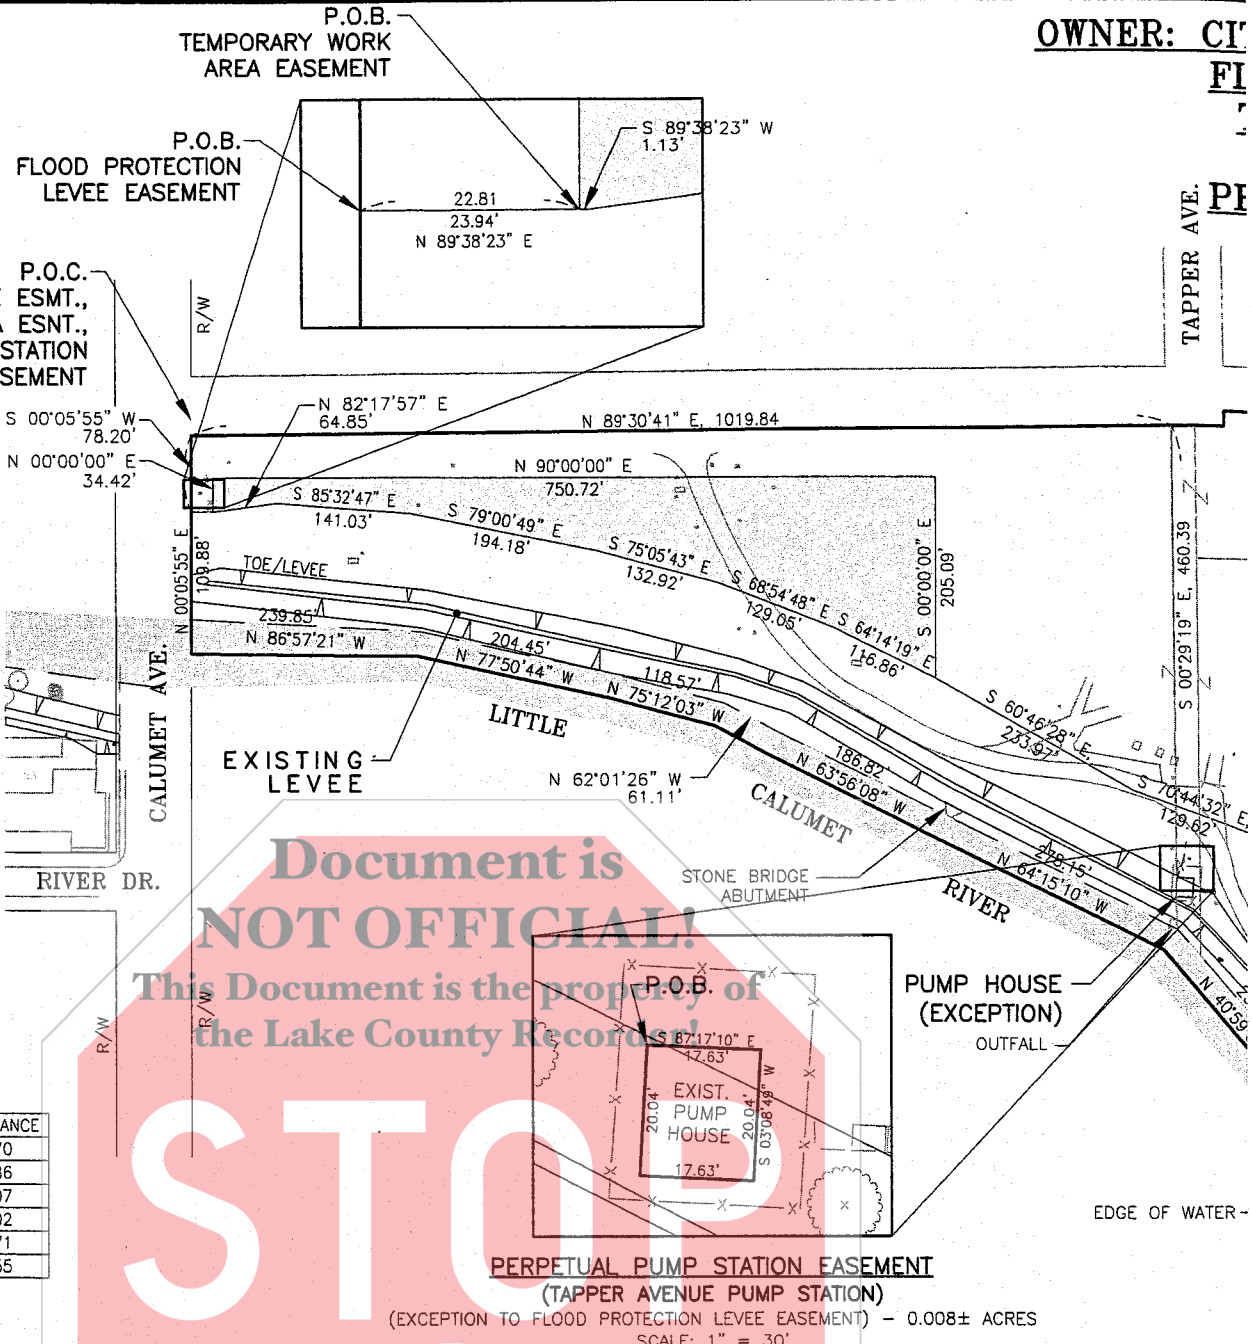 P.O.B.
TEMPORARY WORK
AREA EASEMENT
OWNER: CIT
P.O.B.
FLOOD PROTECTION
LEVEE EASEMENT
S 89°38'23" W
1.13'
22.81
23.94'
N 89°38'23" E
TAPPER AVE.
P.O.C.
ESMT.,
ESNT.,
STATION
SEMENT
R/W
S 00°05'55" W
78.20'
N 00°00'00" E
34.42'
N 82°17'57" E
64.85'
N 89°30'41" E, 1019.84
N 90°00'00" E
750.72'
S 85°32'47" E
141.03'
S 79°00'49" E
194.18'
S 75°05'43" E
132.92'
S 68°54'48" E
129.05'
S 64°14'19" E
116.86'
S 00°00'00" E
205.09'
S 00°29'19" E, 460.39
N 00°05'55" E
109.88'
TOE/LEVEE
239.85'
N 86°57'21" W
204.45'
N 77°50'44" W
118.57'
N 75°12'03" W
S 60°46'28" E,
233.97'
S 70°44'32" E,
129.62'
CALUMET AVE.
LITTLE
EXISTING
LEVEE
N 62°01'26" W
61.11'
186.82'
N 63°56'08" W
CALUMET
278.15'
N 64°15'10" W
RIVER
STONE BRIDGE
ABUTMENT
RIVER DR.
Document is
NOT OFFICIAL!
This Document is the property of
the Lake County Recorder!
STOP
R/W
R/W
PUMP HOUSE
(EXCEPTION)
OUTFALL
N 40°59
P.O.B.
S 87°17'10" E
17.63'
20.04'
EXIST.
PUMP
HOUSE
20.04'
S 03°08'49" W
17.63'
ANCE
EDGE OF WATER
PERPETUAL PUMP STATION EASEMENT
(TAPPER AVENUE PUMP STATION)
(EXCEPTION TO FLOOD PROTECTION LEVEE EASEMENT) - 0.008± ACRES
SCALE: 1" = 30'